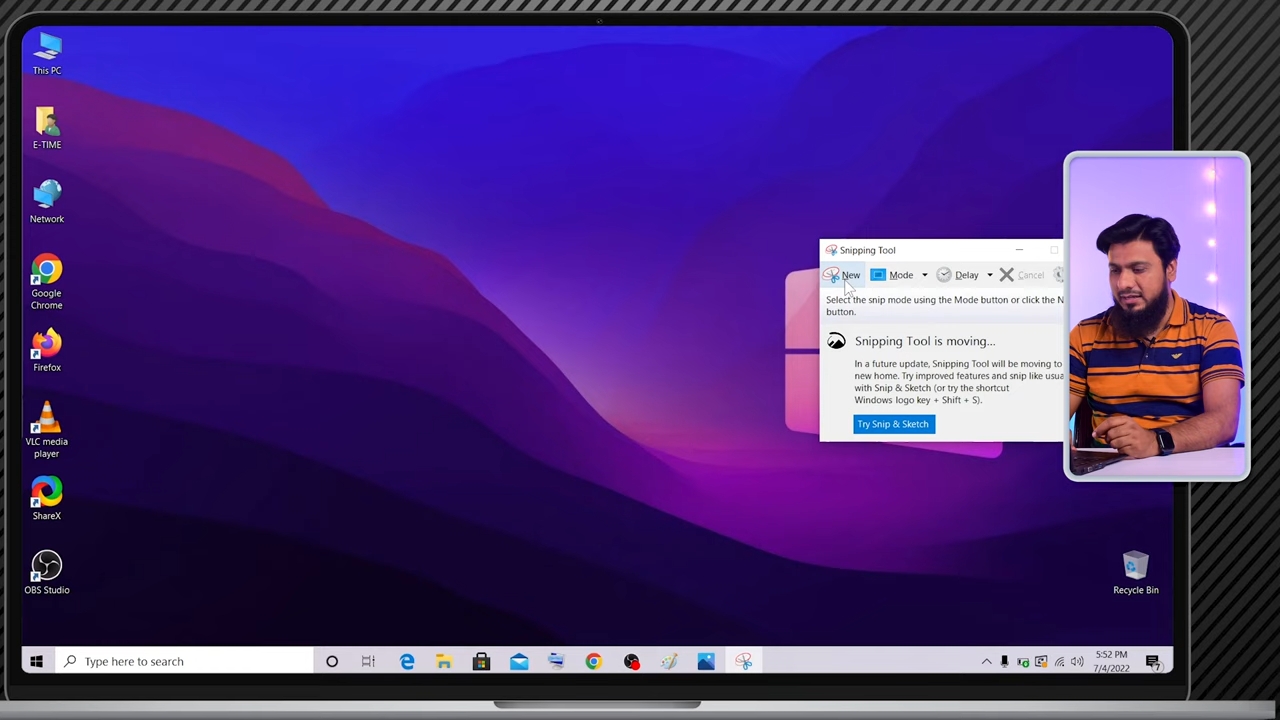 This PC
E-TIME
Network
Google
Chrome
Firefox
VLC media
player
ShareX
OBS Studio
Snipping Tool
New
Mode
Delay
Cancel
Select the snip mode using the Mode button or click the N
button.
Snipping Tool is moving...
In a future update, Snipping Tool will be moving to
new home. Try improved features and snip like usua
with Snip & Sketch (or try the shortcut
Windows logo key + Shift + S).
Try Snip & Sketch
Recycle Bin
Type here to search
5:52 PM
7/4/2022
7